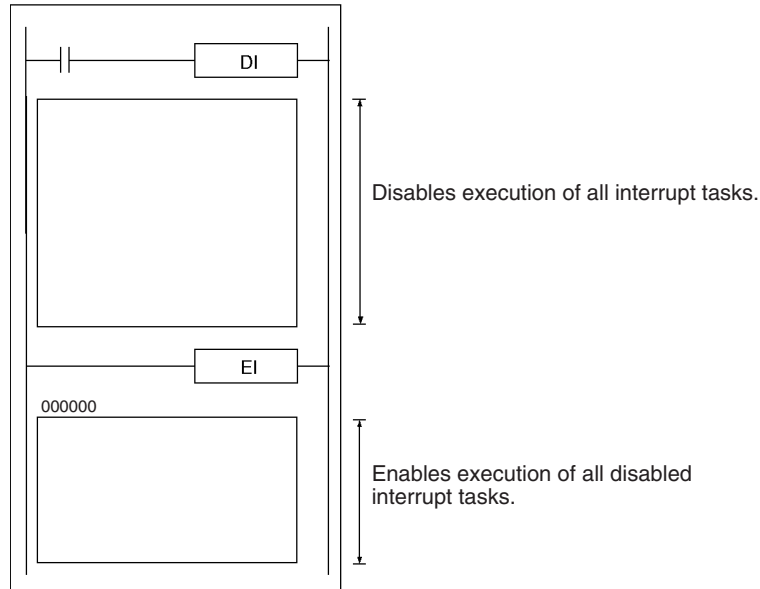 DI
Disables execution of all interrupt tasks.
EI
000000
Enables execution of all disabled
interrupt tasks.